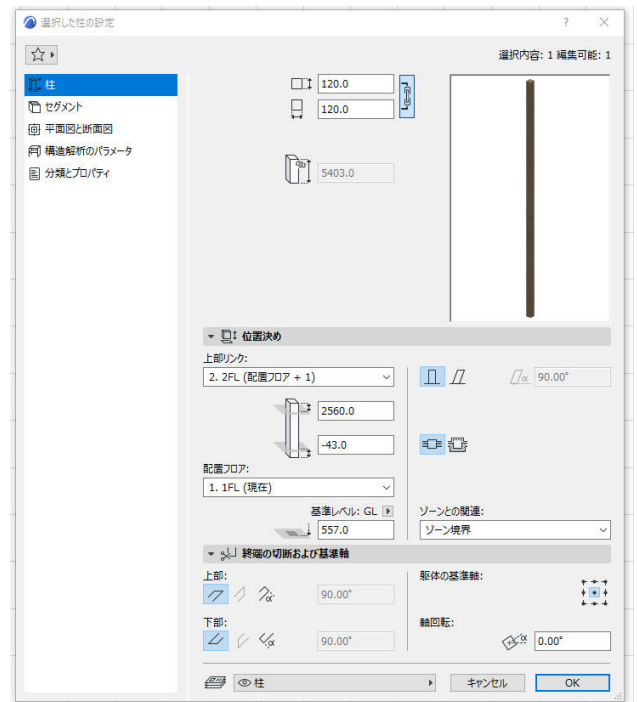 選択した柱の設定
選択内容: 1 編集可能: 1
柱
セグメント
平面図と断面図
構造解析のパラメータ
分類とプロパティ
120.0
120.0
5403.0
位置決め
上部リンク:
2. 2FL (配置フロア + 1)
α 90.00°
2560.0
-43.0
配置フロア:
1. 1FL (現在)
基準レベル: GL
557.0
ゾーンとの関連:
ゾーン境界
終端の切断および基準軸
上部:
α 90.00°
躯体の基準軸:
下部:
α 90.00°
軸回転:
α 0.00°
柱
キャンセル
OK